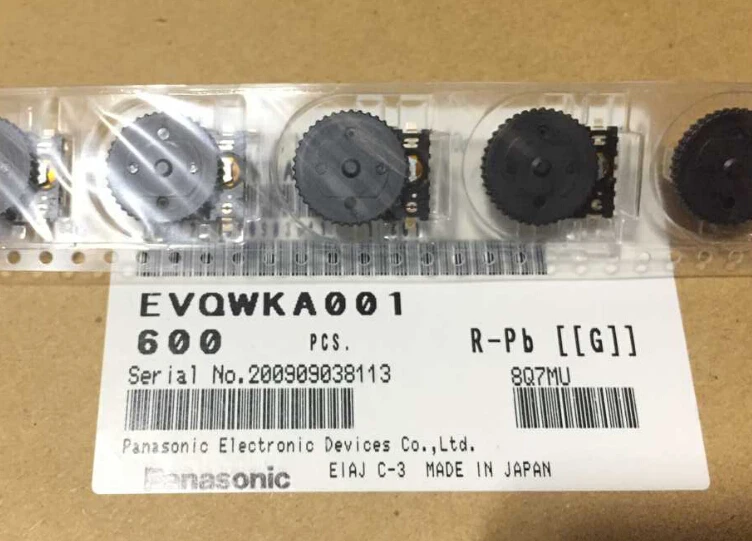 EVQWKA001
600 PCS. R-Pb [[G]]
Serial No.200909038113 8Q7MU
Panasonic Electronic Devices Co.,Ltd.
Panasonic EIAJ C-3 MADE IN JAPAN